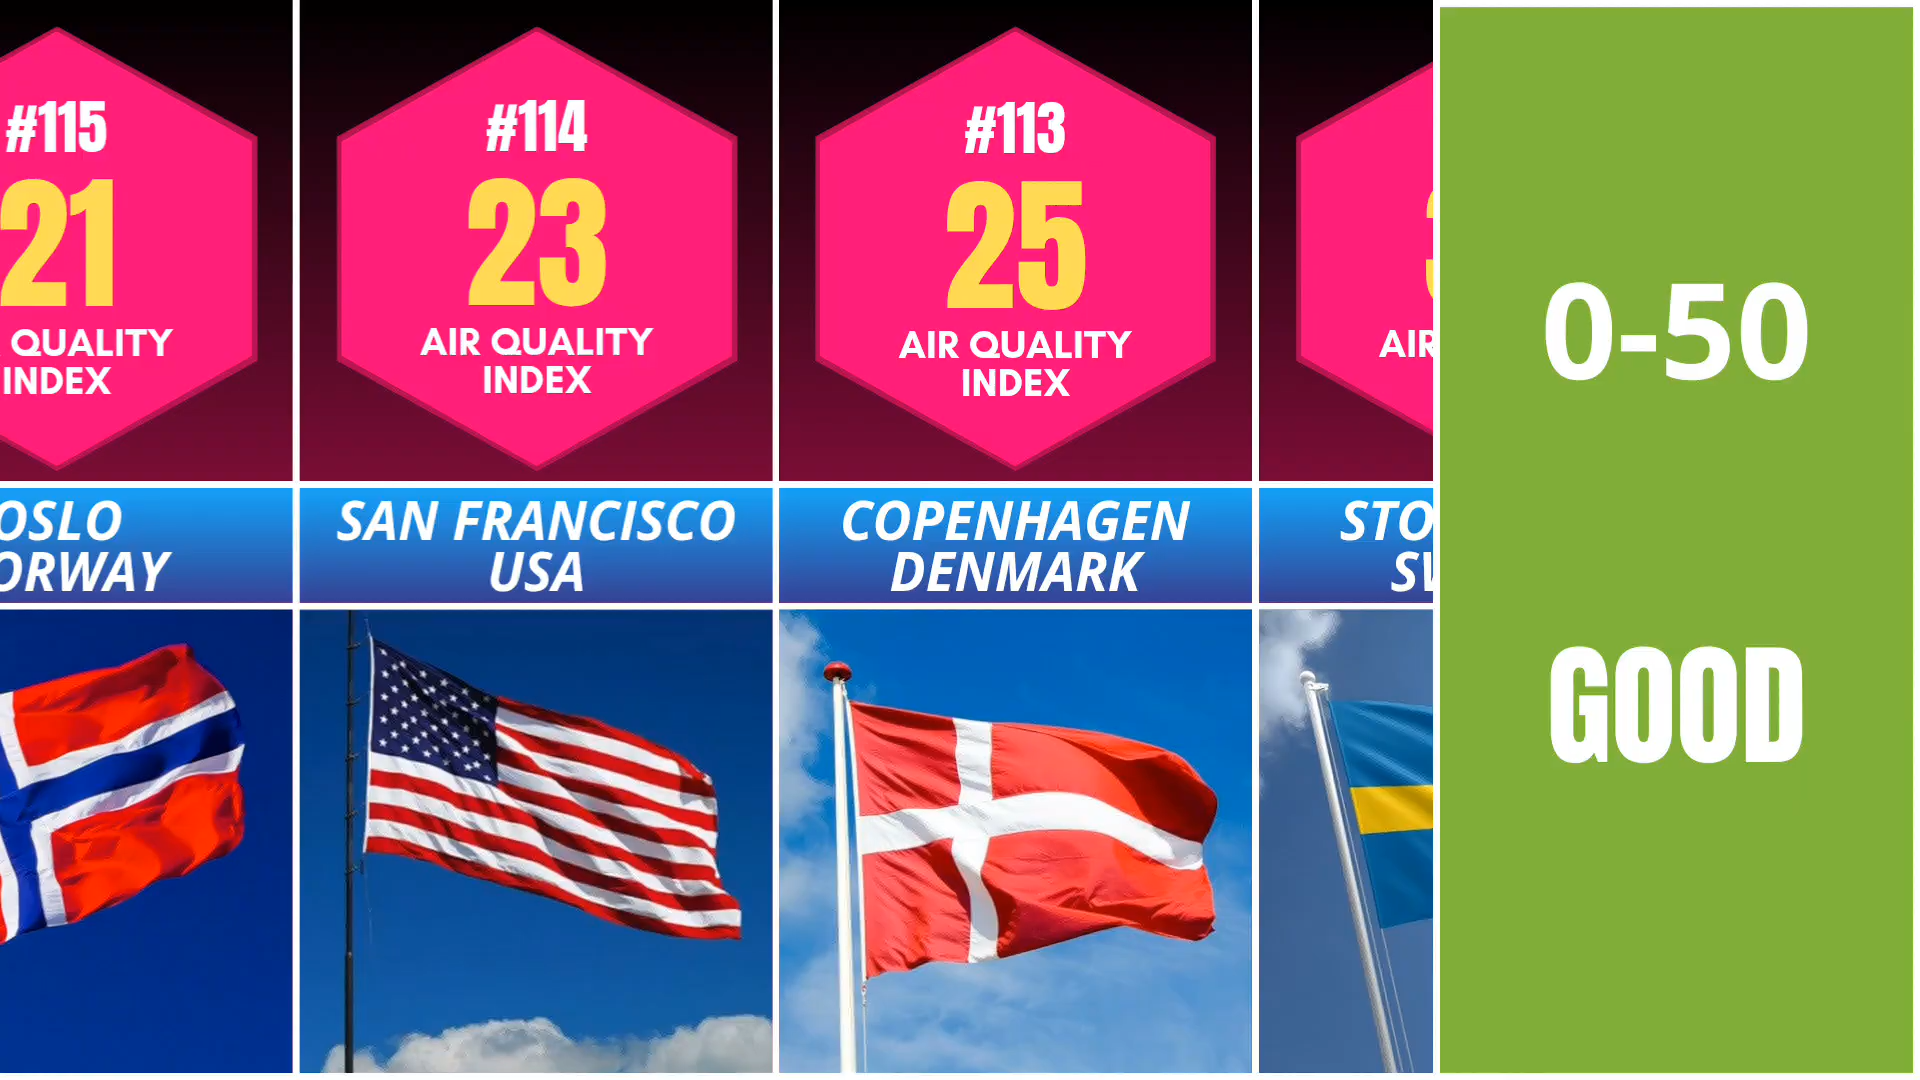 #115
21
QUALITY
INDEX
OSLO
ORWAY
#114
23
AIR QUALITY
INDEX
SAN FRANCISCO
USA
#113
25
AIR QUALITY
INDEX
COPENHAGEN
DENMARK
AIR
STO
SW
0-50
GOOD